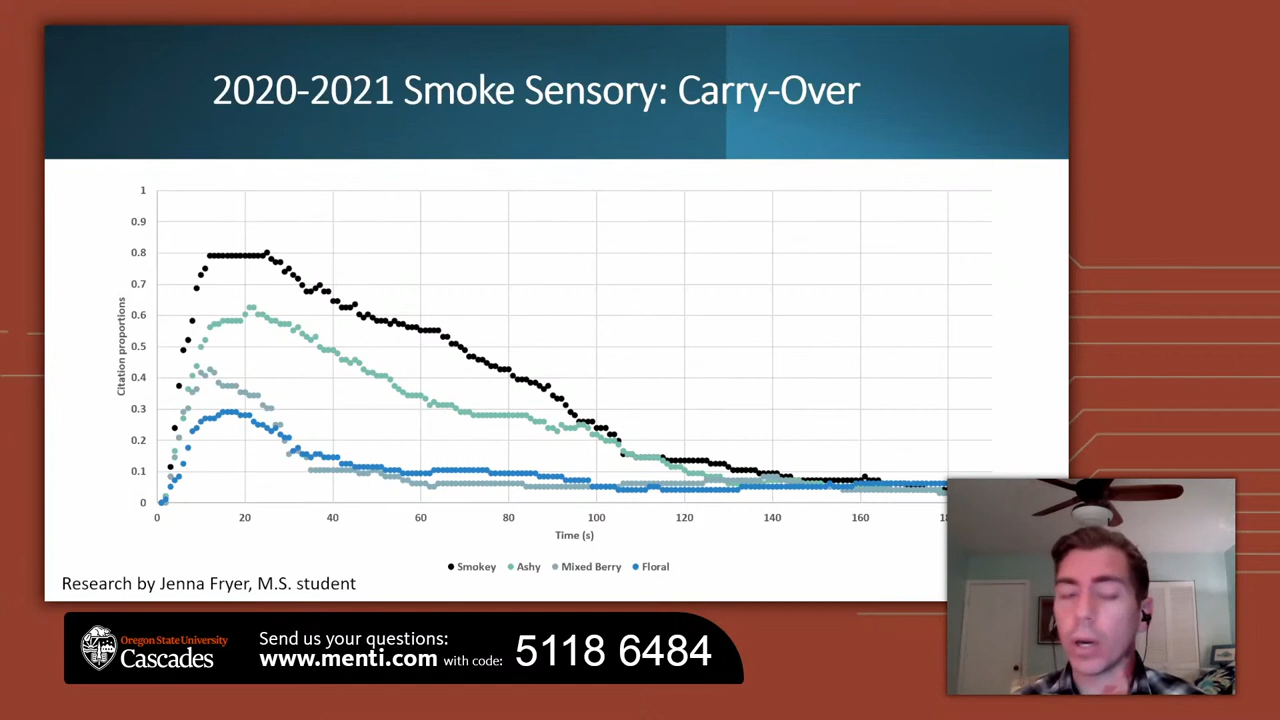 2020-2021 Smoke Sensory: Carry-Over
1
0.9
0.8
0.7
0.6
0.5
0.4
0.3
0.2
0.1
0
Citation proportions
0 20 40 60 80 100 120 140 160
Time (s)
Smokey Ashy Mixed Berry Floral
Research by Jenna Fryer, M.S. student
Oregon State University
Cascades
Send us your questions:
www.menti.com with code:
5118 6484